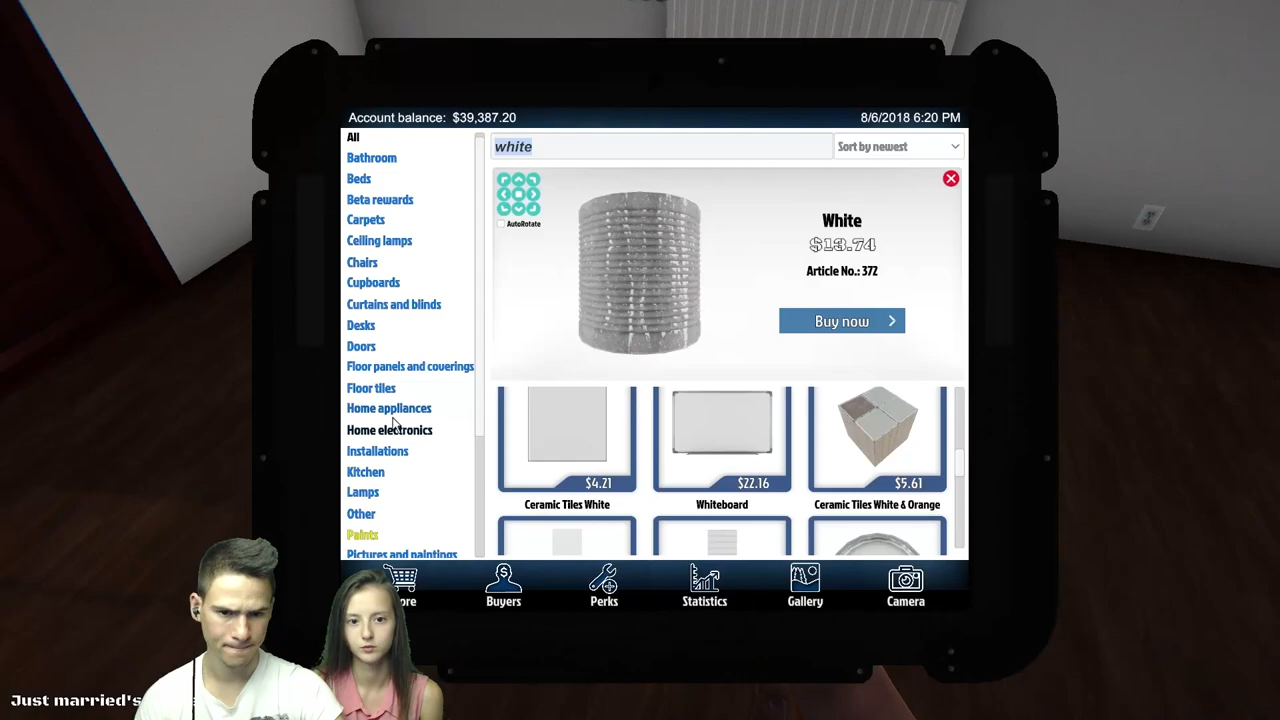 Account balance: $39,387.20
8/6/2018 6:20 PM
All
Bathroom
Beds
Beta rewards
Carpets
Ceiling lamps
Chairs
Cupboards
Curtains and blinds
Desks
Doors
Floor panels and coverings
Floor tiles
Home appliances
Home electronics
Installations
Kitchen
Lamps
Other
Paints
Pictures and paintings
white
Sort by newest
AutoRotate
White
$13.74
Article No.: 372
Buy now
$4.21
$22.16
$5.61
Ceramic Tiles White
Whiteboard
Ceramic Tiles White & Orange
Buyers
Perks
Statistics
Gallery
Camera
Just married's